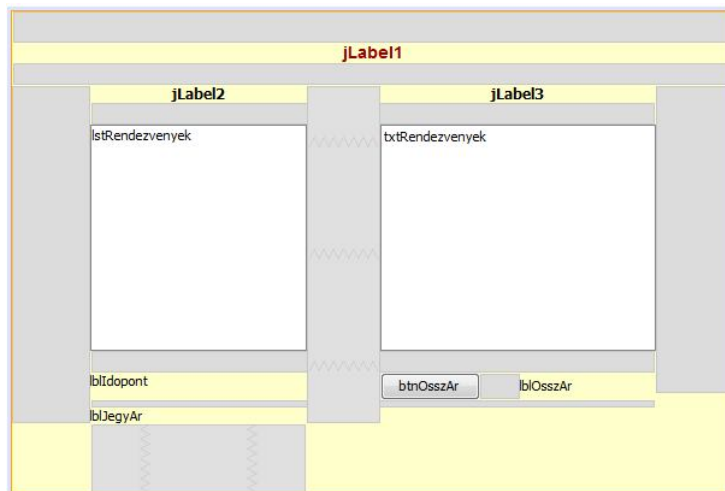 jLabel1
jLabel2
jLabel3
lstRendezvenyek
txtRendezvenyek
lblIdopont
btnOsszAr
lblOsszAr
lblJegyAr